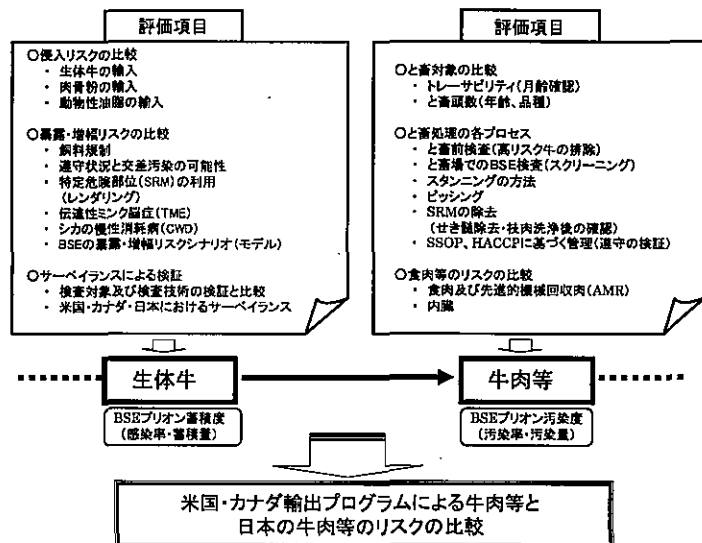 評価項目
○侵入リスクの比較
・ 生体牛の輸入
・ 肉骨粉の輸入
・ 動物性油脂の輸入
○暴露・増幅リスクの比較
・ 飼料規制
・ 遵守状況と交差汚染の可能性
・ 特定危険部位(SRM)の利用
(レンダリング)
・ 伝達性ミンク脳症(TME)
・ シカの慢性消耗病(CWD)
・ BSEの暴露・増幅リスクシナリオ(モデル)
○サーベイランスによる検証
・ 検査対象及び検査技術の検証と比較
・ 米国・カナダ・日本におけるサーベイランス
評価項目
○と畜対象の比較
・ トレーサビリティ(月齢確認)
・ と畜頭数(年齢、品種)
○と畜処理の各プロセス
・ と畜前検査(高リスク牛の排除)
・ と畜場でのBSE検査(スクリーニング)
・ スタンニングの方法
・ ピッシング
・ SRMの除去
(せき髄除去・枝肉洗浄後の確認)
・ SSOP、HACCPに基づく管理(遵守の検証)
○食肉等のリスクの比較
・ 食肉及び先進的機械回収肉(AMR)
・ 内臓
生体牛
牛肉等
BSEプリオン蓄積度
(感染率・蓄積量)
BSEプリオン汚染度
(汚染率・汚染量)
米国・カナダ輸出プログラムによる牛肉等と
日本の牛肉等のリスクの比較